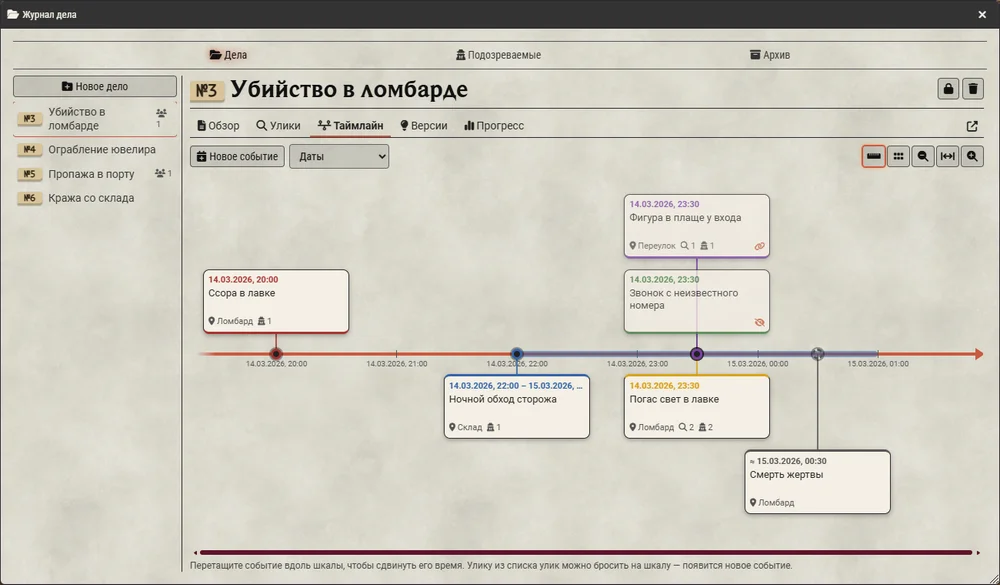 Журнал дела
Дела
Подозреваемые
Архив
Новое дело
№3 Убийство в ломбарде 1
№4 Ограбление ювелира
№5 Пропажа в порту 1
№6 Кража со склада
№3 Убийство в ломбарде
Обзор Улики Таймлайн Версии Прогресс
Новое событие Даты
14.03.2026, 23:30
Фигура в плаще у входа
Переулок 1 1
14.03.2026, 20:00
Ссора в лавке
Ломбард 1
14.03.2026, 23:30
Звонок с неизвестного
номера
14.03.2026, 20:00 14.03.2026, 21:00 14.03.2026, 22:00 14.03.2026, 23:00 15.03.2026, 00:00 15.03.2026, 01:00
14.03.2026, 22:00 – 15.03.2026, ...
Ночной обход сторожа
Склад 1
14.03.2026, 23:30
Погас свет в лавке
Ломбард 2 2
≈ 15.03.2026, 00:30
Смерть жертвы
Ломбард
Перетащите событие вдоль шкалы, чтобы сдвинуть его время. Улику из списка улик можно бросить на шкалу — появится новое событие.